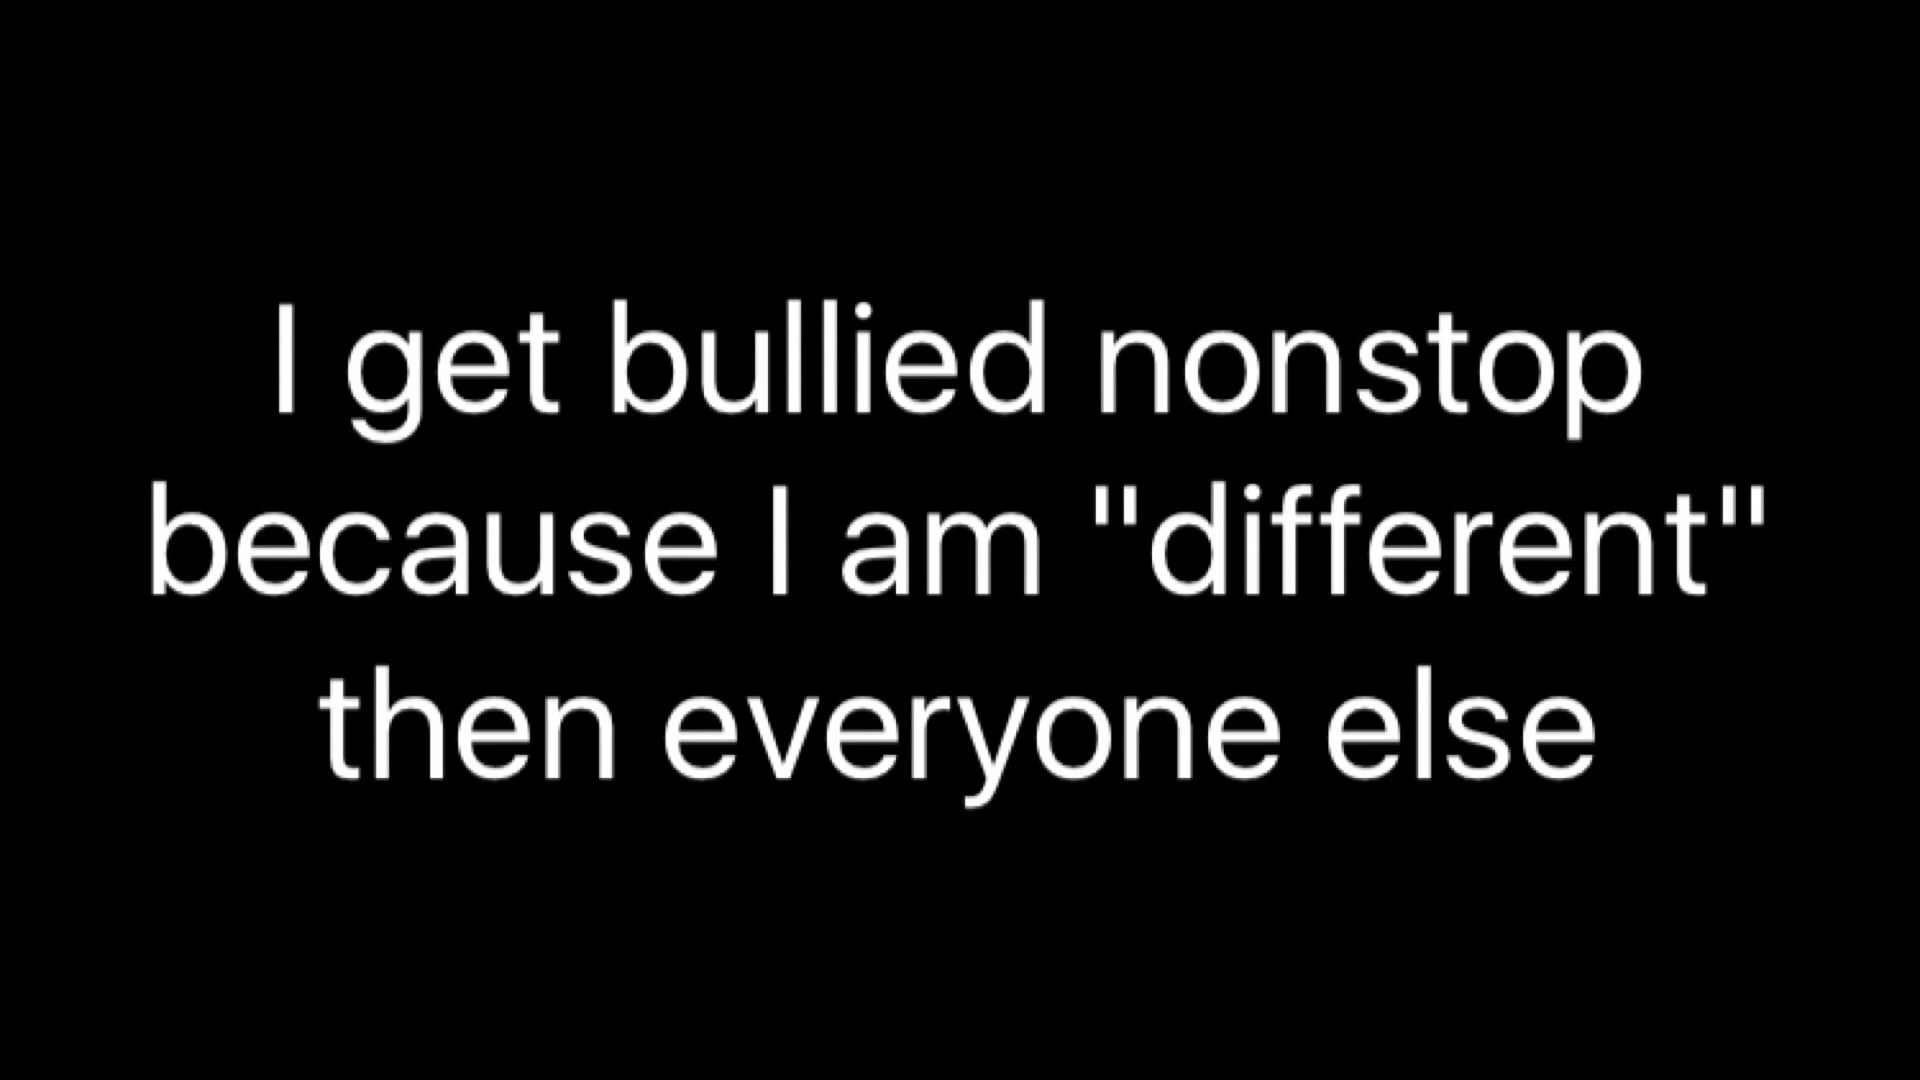 I get bullied nonstop
because I am "different"
then everyone else